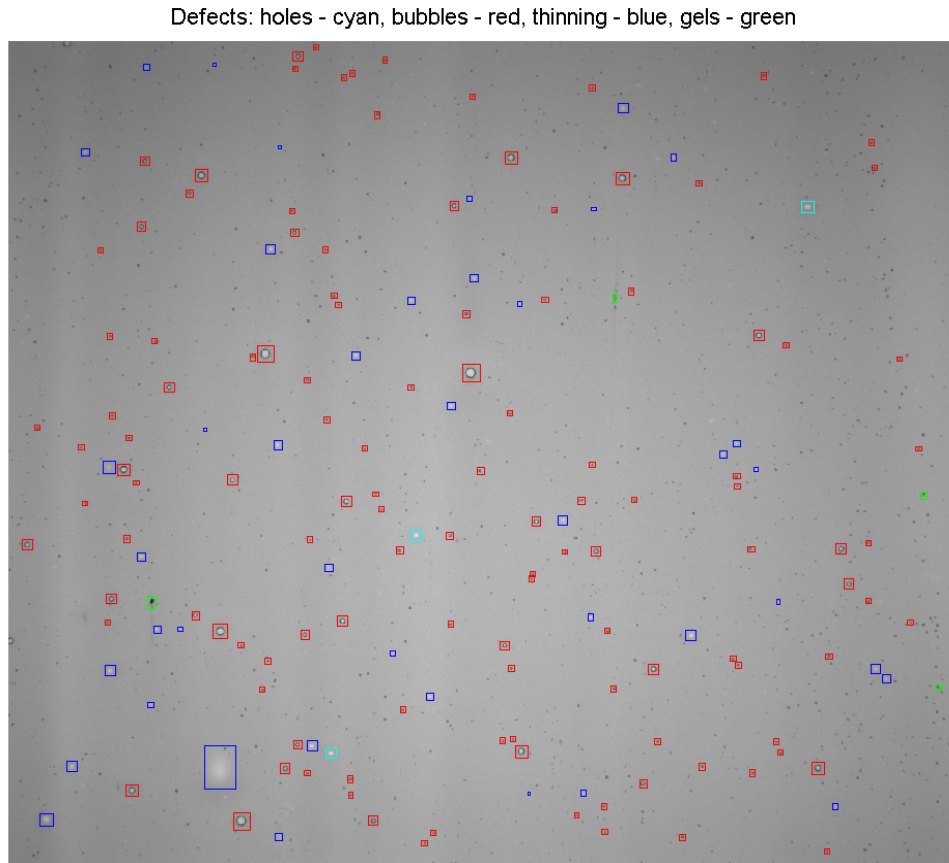 Defects: holes - cyan, bubbles - red, thinning - blue, gels - green